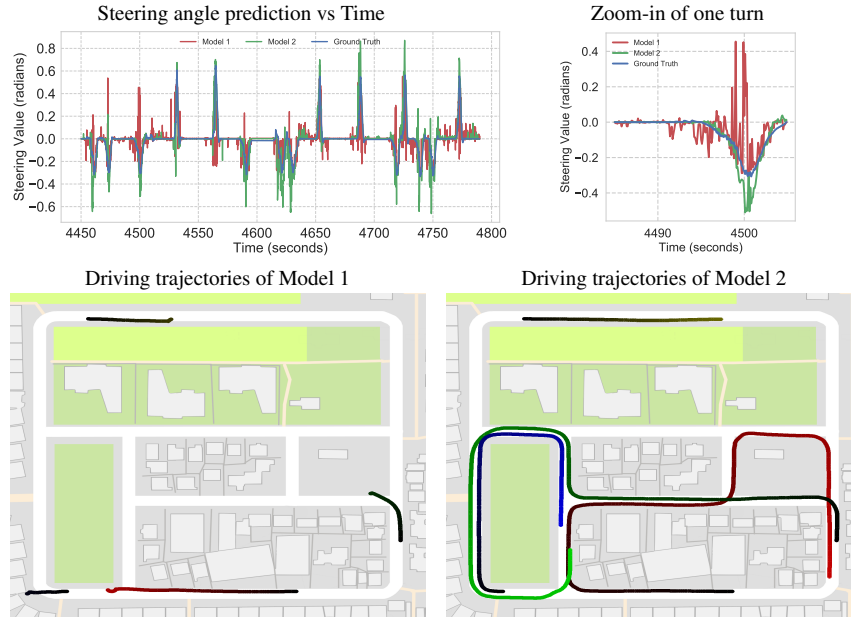 Steering angle prediction vs Time
Zoom-in of one turn
Model 1 Model 2 Ground Truth
Steering Value (radians)
0.8
0.6
0.4
0.2
0.0
−0.2
−0.4
−0.6
4450 4500 4550 4600 4650 4700 4750 4800
Time (seconds)
Model 1
Model 2
Ground Truth
Steering Value (radians)
0.4
0.2
0.0
−0.2
−0.4
4490 4500
Time (seconds)
Driving trajectories of Model 1
Driving trajectories of Model 2